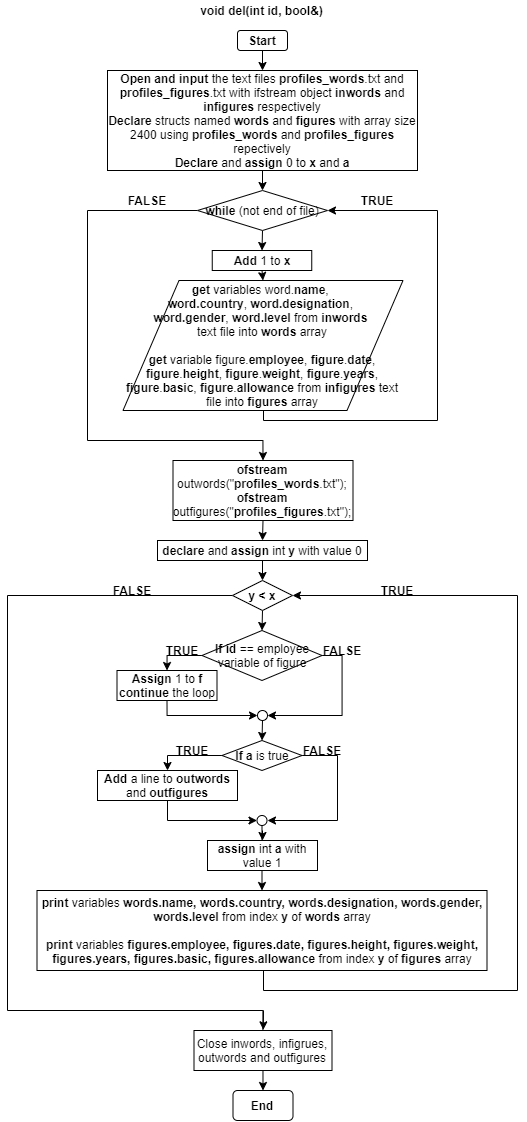 void del(int id, bool&)
Start
Open and input the text files profiles_words.txt and
profiles_figures.txt with ifstream object inwords and
infigures respectively
Declare structs named words and figures with array size
2400 using profiles_words and profiles_figures
repectively
Declare and assign 0 to x and a
FALSE
TRUE
while (not end of file)
Add 1 to x
get variables word.name,
word.country, word.designation,
word.gender, word.level from inwords
text file into words array
get variable figure.employee, figure.date,
figure.height, figure.weight, figure.years,
figure.basic, figure.allowance from infigures text
file into figures array
ofstream
outwords("profiles_words.txt");
ofstream
outfigures("profiles_figures.txt");
declare and assign int y with value 0
FALSE
TRUE
y < x
TRUE
If id == employee
variable of figure
FALSE
Assign 1 to f
continue the loop
TRUE
If a is true
FALSE
Add a line to outwords
and outfigures
assign int a with
value 1
print variables words.name, words.country, words.designation, words.gender,
words.level from index y of words array
print variables figures.employee, figures.date, figures.height, figures.weight,
figures.years, figures.basic, figures.allowance from index y of figures array
Close inwords, infigrues,
outwords and outfigures
End